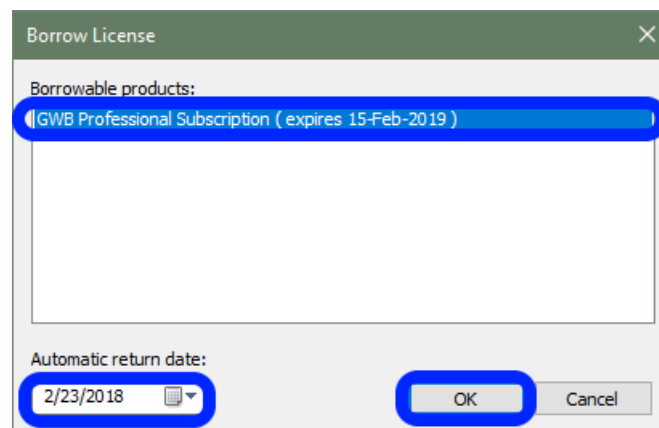 Borrow License
Borrowable products:
GWB Professional Subscription ( expires 15-Feb-2019 )
Automatic return date:
2/23/2018
OK Cancel